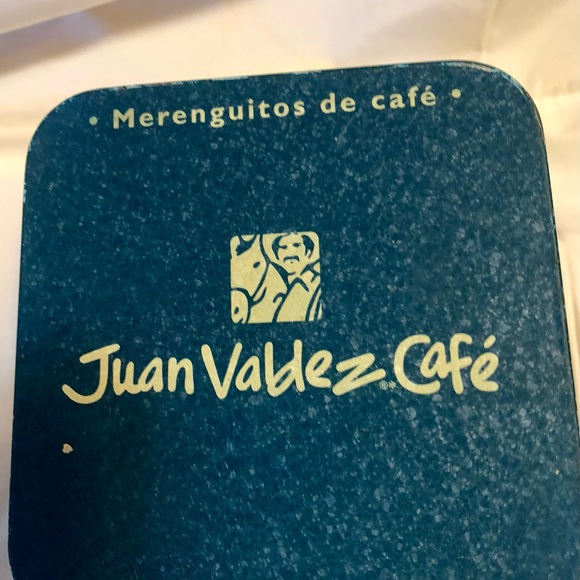 • Merenguitos de café •
Juan Valdez Café